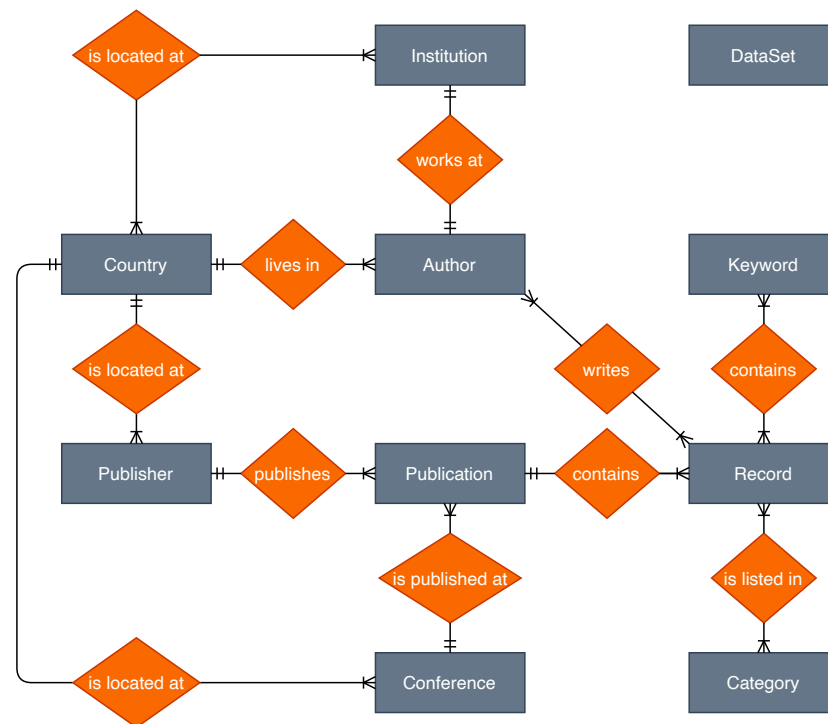 is located at
Institution
DataSet
works at
Country
lives in
Author
Keyword
is located at
writes
contains
Publisher
publishes
Publication
contains
Record
is published at
is listed in
is located at
Conference
Category